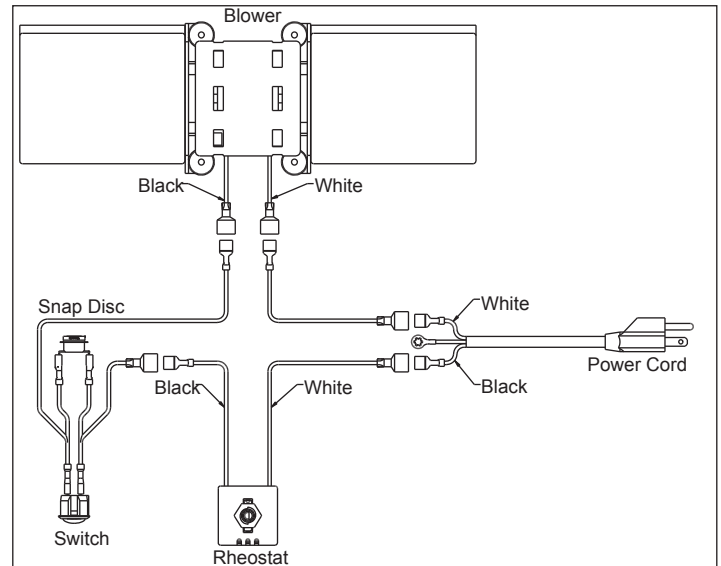 Blower
Black
White
Snap Disc
White
Power Cord
Black
White
Black
Switch
Rheostat